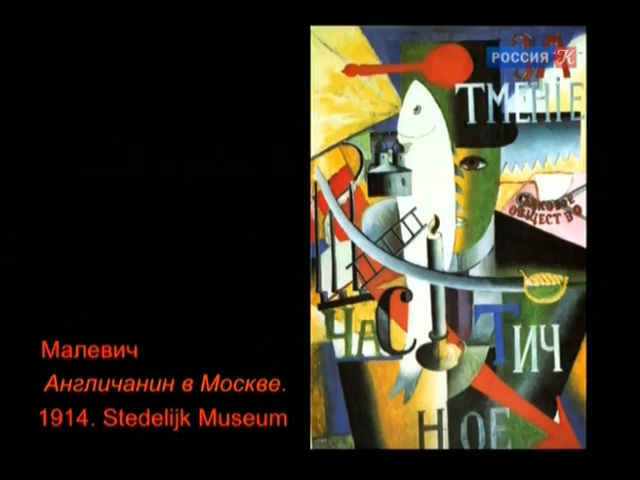 РОССИЯ К
ЗА
ТМЕНІЕ
СКАКОВОЕ
ОБЩЕСТВО
ЧАС
ТИЧ
НОЕ
Малевич
Англичанин в Москве.
1914. Stedelijk Museum